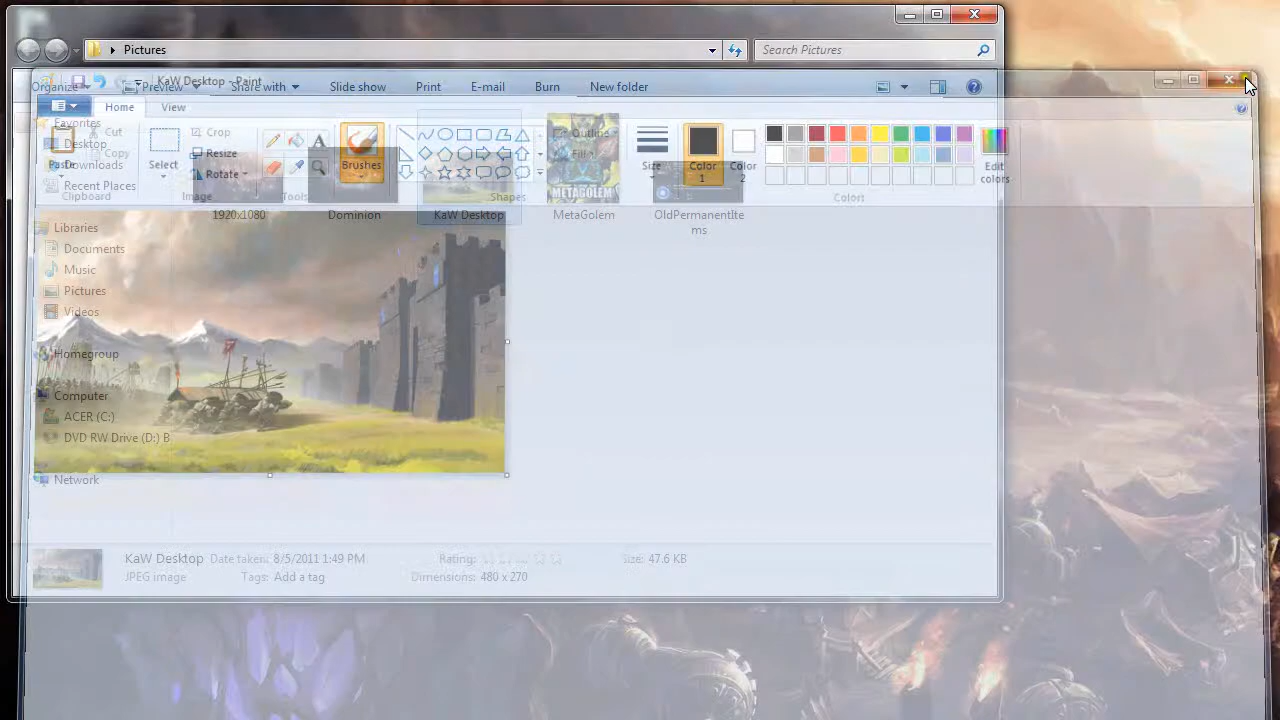 Pictures
Search Pictures
KaW Desktop - Paint
Organize
Preview
Share with
Slide show
Print
E-mail
Burn
New folder
Home
View
Favorites
Desktop
Downloads
Recent Places
Paste
Cut
Copy
Clipboard
Select
Crop
Resize
Rotate
Image
Tools
Brushes
Outline
Fill
Shapes
Size
Color
1
Color
2
Edit
colors
Colors
METAGOLEM
1920x1080
Dominion
KaW Desktop
MetaGolem
OldPermanentIte
ms
Libraries
Documents
Music
Pictures
Videos
Homegroup
Computer
ACER (C:)
DVD RW Drive (D:) B
Network
KaW Desktop
Date taken: 8/5/2011 1:49 PM
Rating:
Size: 47.6 KB
JPEG image
Tags: Add a tag
Dimensions: 480 x 270